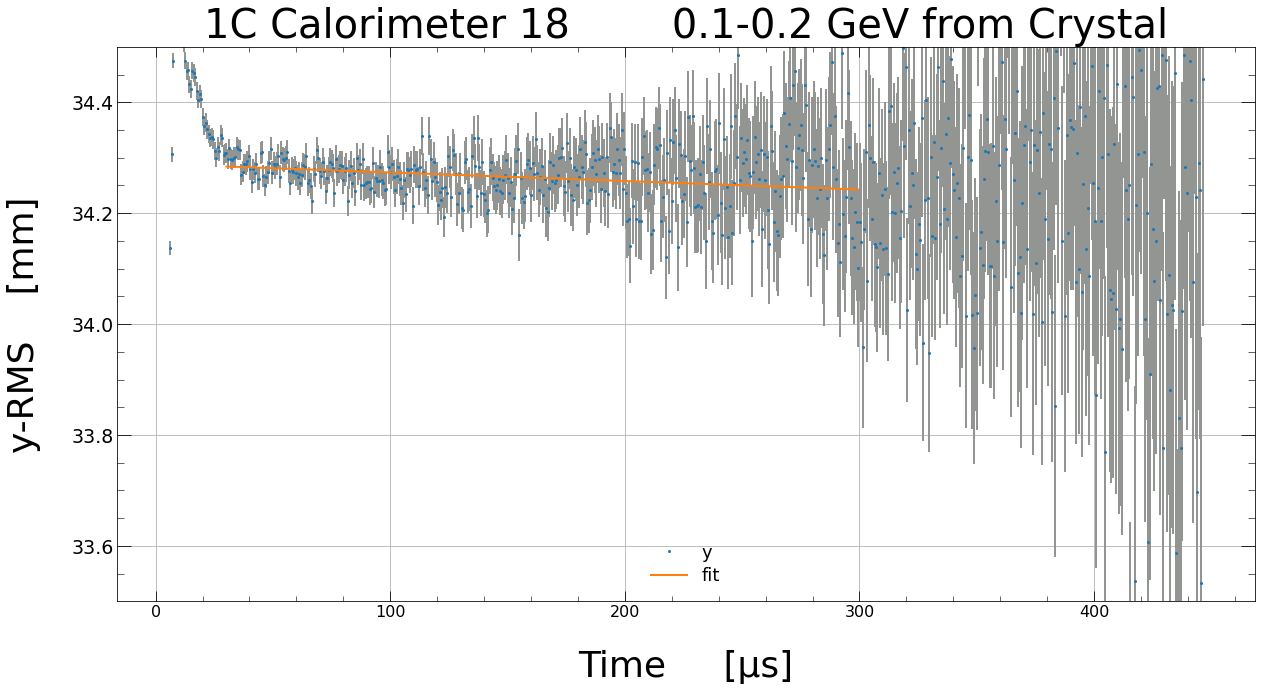 1C Calorimeter 18 0.1-0.2 GeV from Crystal
y-RMS [mm]
34.4
34.2
34.0
33.8
33.6
y
fit
0 100 200 300 400
Time [µs]